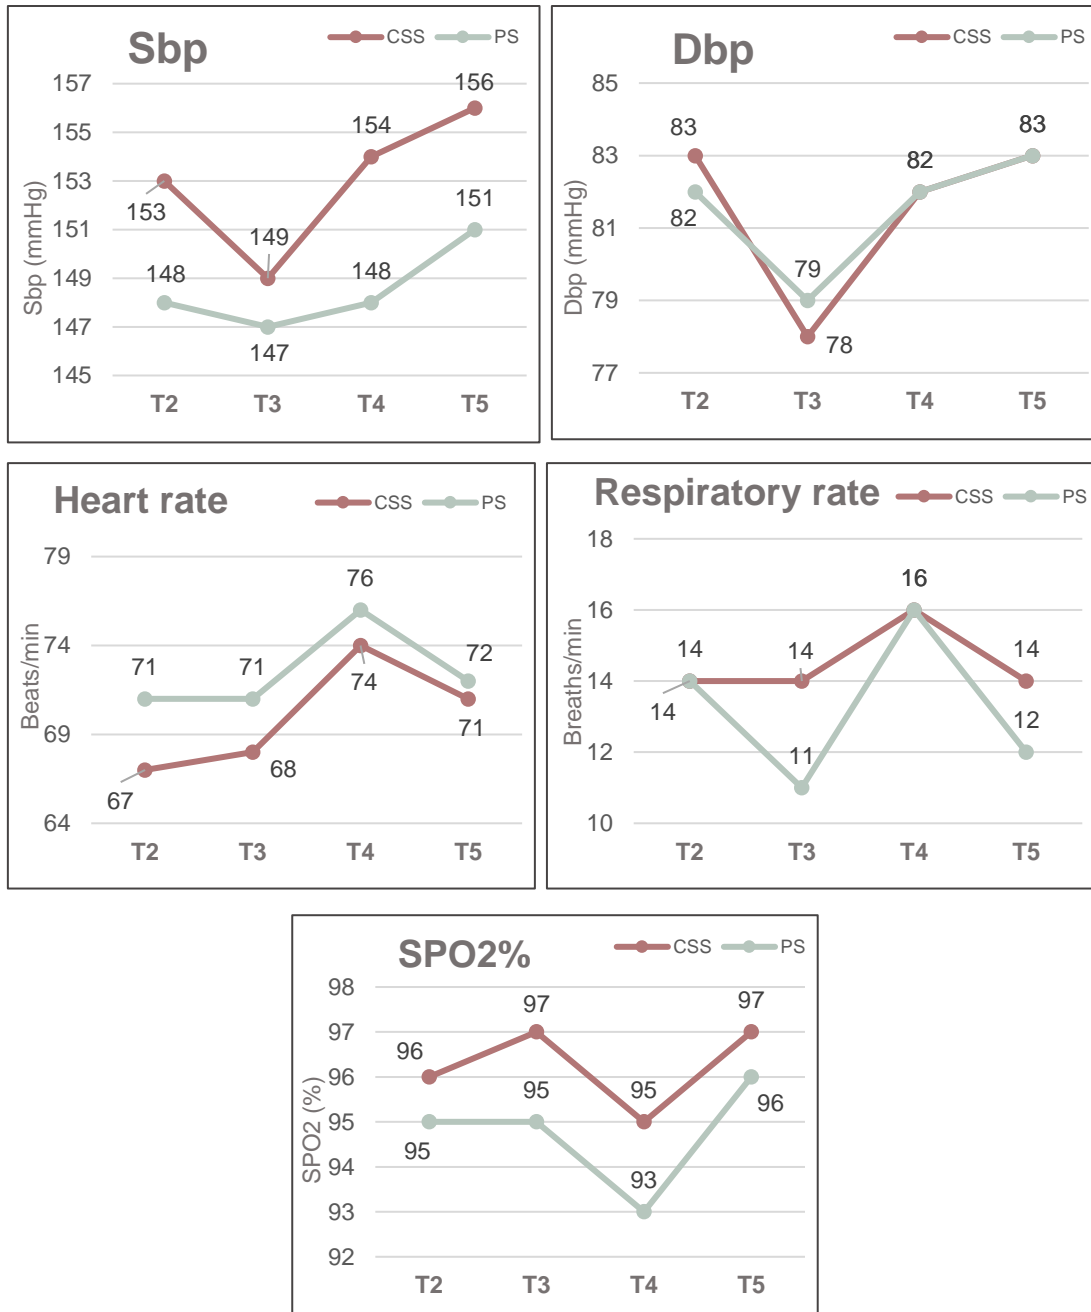 Sbp
CSS PS
157
155
153
151
149
147
145
Sbp (mmHg)
153 149 154 156
148 147 148 151
T2 T3 T4 T5
Dbp
CSS PS
85
83
81
79
77
Dbp (mmHg)
83 78 82 83
82 79 82 83
T2 T3 T4 T5
Heart rate
CSS PS
79
74
69
64
Beats/min
71 71 76 72
67 68 74 71
T2 T3 T4 T5
Respiratory rate
CSS PS
18
16
14
12
10
Breaths/min
14 14 16 14
14 11 16 12
T2 T3 T4 T5
SPO2%
CSS PS
98
97
96
95
94
93
92
SPO2 (%)
96 97 95 97
95 95 93 96
T2 T3 T4 T5